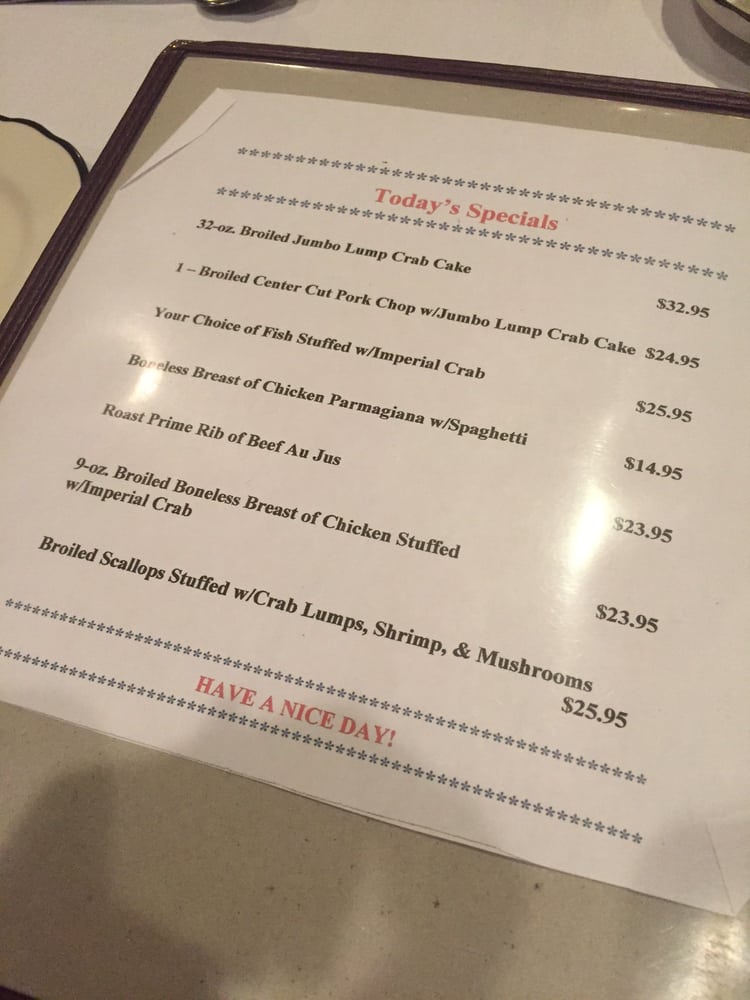 ****************************************
Today's Specials
****************************************
32-oz. Broiled Jumbo Lump Crab Cake $32.95
1 – Broiled Center Cut Pork Chop w/Jumbo Lump Crab Cake $24.95
Your Choice of Fish Stuffed w/Imperial Crab $25.95
Boneless Breast of Chicken Parmagiana w/Spaghetti $14.95
Roast Prime Rib of Beef Au Jus $23.95
9-oz. Broiled Boneless Breast of Chicken Stuffed
w/Imperial Crab $23.95
Broiled Scallops Stuffed w/Crab Lumps, Shrimp, & Mushrooms
$25.95
****************************************
HAVE A NICE DAY!
****************************************